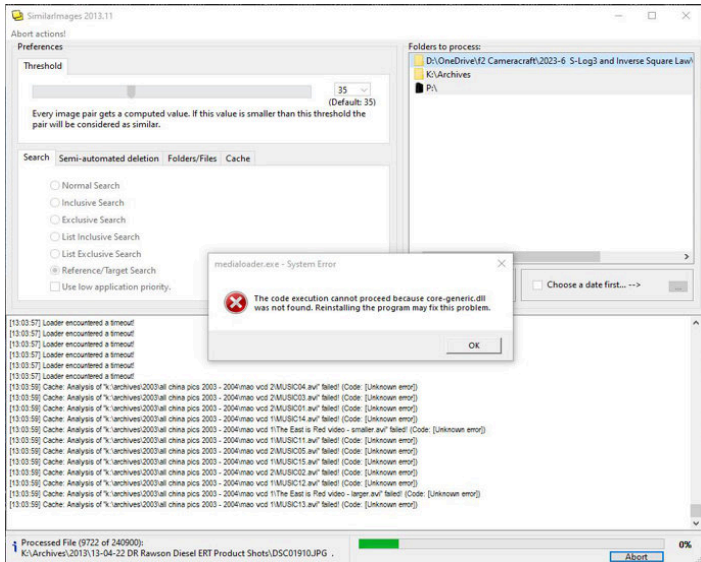 SimilarImages 2013.11
Abort actions!
Preferences
Threshold
35
(Default: 35)
Every image pair gets a computed value. If this value is smaller than this threshold the
pair will be considered as similar.
Search Semi-automated deletion Folders/Files Cache
Normal Search
Inclusive Search
Exclusive Search
List Inclusive Search
List Exclusive Search
Reference/Target Search
Use low application priority.
Folders to process:
D:\OneDrive\f2 Cameracraft\2023-6 S-Log3 and Inverse Square Law\
K:\Archives
P:\
Choose a date first... -->
...
medialoader.exe - System Error
The code execution cannot proceed because core-generic.dll
was not found. Reinstalling the program may fix this problem.
OK
[13:03:57] Loader encountered a timeout!
[13:03:57] Loader encountered a timeout!
[13:03:57] Loader encountered a timeout!
[13:03:57] Loader encountered a timeout!
[13:03:57] Loader encountered a timeout!
[13:03:57] Loader encountered a timeout!
[13:03:59] Cache: Analysis of "k:\archives\2003\all china pics 2003 - 2004\mao vcd 2\MUSIC04.avi" failed! (Code: [Unknown error])
[13:03:59] Cache: Analysis of "k:\archives\2003\all china pics 2003 - 2004\mao vcd 2\MUSIC03.avi" failed! (Code: [Unknown error])
[13:03:59] Cache: Analysis of "k:\archives\2003\all china pics 2003 - 2004\mao vcd 2\MUSIC01.avi" failed! (Code: [Unknown error])
[13:03:59] Cache: Analysis of "k:\archives\2003\all china pics 2003 - 2004\mao vcd 1\MUSIC14.avi" failed! (Code: [Unknown error])
[13:03:59] Cache: Analysis of "k:\archives\2003\all china pics 2003 - 2004\mao vcd 1\The East is Red video - smaller.avi" failed! (Code: [Unknown error])
[13:03:59] Cache: Analysis of "k:\archives\2003\all china pics 2003 - 2004\mao vcd 1\MUSIC11.avi" failed! (Code: [Unknown error])
[13:03:59] Cache: Analysis of "k:\archives\2003\all china pics 2003 - 2004\mao vcd 2\MUSIC05.avi" failed! (Code: [Unknown error])
[13:03:59] Cache: Analysis of "k:\archives\2003\all china pics 2003 - 2004\mao vcd 1\MUSIC15.avi" failed! (Code: [Unknown error])
[13:03:59] Cache: Analysis of "k:\archives\2003\all china pics 2003 - 2004\mao vcd 2\MUSIC02.avi" failed! (Code: [Unknown error])
[13:03:59] Cache: Analysis of "k:\archives\2003\all china pics 2003 - 2004\mao vcd 1\MUSIC12.avi" failed! (Code: [Unknown error])
[13:03:59] Cache: Analysis of "k:\archives\2003\all china pics 2003 - 2004\mao vcd 1\The East is Red video - larger.avi" failed! (Code: [Unknown error])
[13:03:59] Cache: Analysis of "k:\archives\2003\all china pics 2003 - 2004\mao vcd 1\MUSIC13.avi" failed! (Code: [Unknown error])
Processed File (9722 of 240900):
K:\Archives\2013\13-04-22 DR Rawson Diesel ERT Product Shots\DSC01910.JPG .
0%
Abort